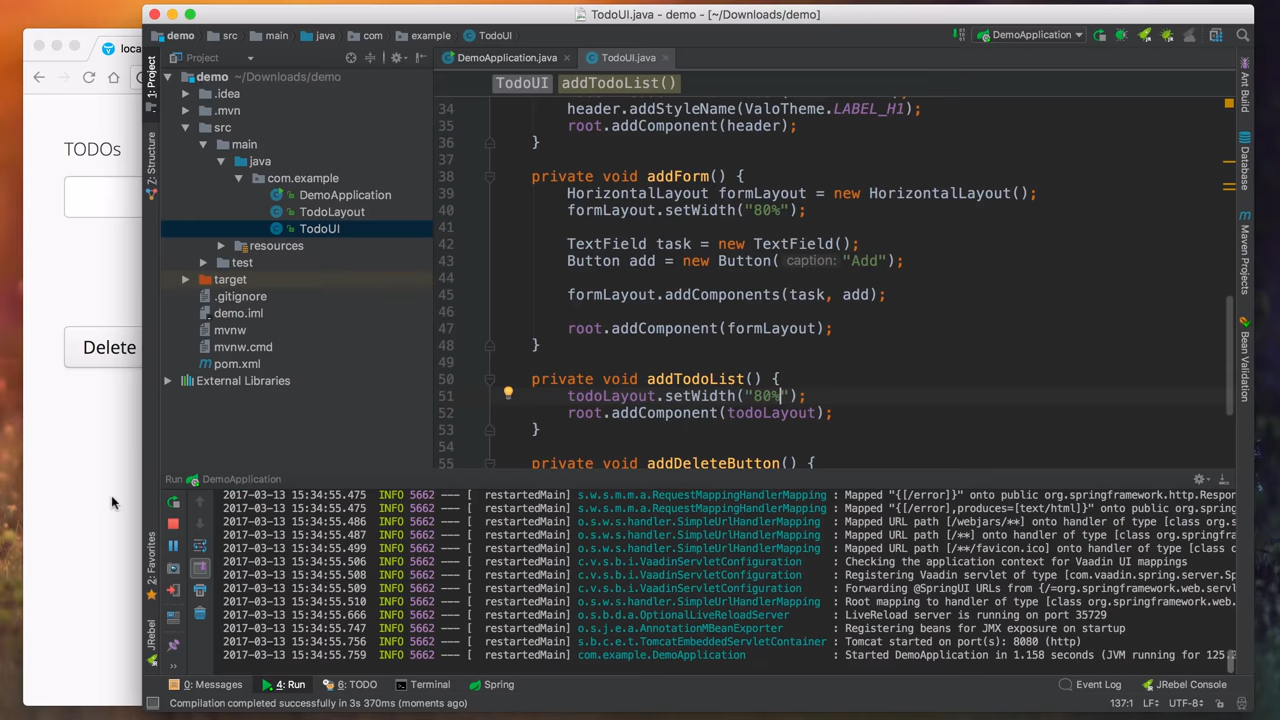 TodoUI.java - demo - [~/Downloads/demo]
demo
src
main
java
com
example
TodoUI
DemoApplication
loca
TODOs
Delete
1: Project
Structure
2: Favorites
JRebel
Project
demo ~/Downloads/demo
.idea
.mvn
src
main
java
com.example
DemoApplication
TodoLayout
TodoUI
resources
test
target
.gitignore
demo.iml
mvnw
mvnw.cmd
pom.xml
External Libraries
DemoApplication.java
TodoUI.java
TodoUI addTodoList()
34 header.addStyleName(ValoTheme.LABEL_H1);
35 root.addComponent(header);
36 }
37
38 private void addForm() {
39 HorizontalLayout formLayout = new HorizontalLayout();
40 formLayout.setWidth("80%");
41
42 TextField task = new TextField();
43 Button add = new Button( caption: "Add");
44
45 formLayout.addComponents(task, add);
46
47 root.addComponent(formLayout);
48 }
49
50 private void addTodoList() {
51 todoLayout.setWidth("80%");
52 root.addComponent(todoLayout);
53 }
54
55 private void addDeleteButton() {
Ant Build
Database
Maven Projects
Bean Validation
Run DemoApplication
2017-03-13 15:34:55.475 INFO 5662 --- [ restartedMain] s.w.s.m.m.a.RequestMappingHandlerMapping : Mapped "{[/error]}" onto public org.springframework.http.Respor
2017-03-13 15:34:55.475 INFO 5662 --- [ restartedMain] s.w.s.m.m.a.RequestMappingHandlerMapping : Mapped "{[/error],produces=[text/html]}" onto public org.spring
2017-03-13 15:34:55.487 INFO 5662 --- [ restartedMain] o.s.w.s.handler.SimpleUrlHandlerMapping : Mapped URL path [/webjars/**] onto handler of type [class org.s
2017-03-13 15:34:55.487 INFO 5662 --- [ restartedMain] o.s.w.s.handler.SimpleUrlHandlerMapping : Mapped URL path [/**] onto handler of type [class org.springfra
2017-03-13 15:34:55.499 INFO 5662 --- [ restartedMain] o.s.w.s.handler.SimpleUrlHandlerMapping : Mapped URL path [/**/favicon.ico] onto handler of type [class o
2017-03-13 15:34:55.506 INFO 5662 --- [ restartedMain] c.v.s.b.i.VaadinServletConfiguration : Checking the application context for Vaadin UI mappings
2017-03-13 15:34:55.508 INFO 5662 --- [ restartedMain] c.v.s.b.i.VaadinServletConfiguration : Registering Vaadin servlet of type [com.vaadin.spring.server.Sp
2017-03-13 15:34:55.509 INFO 5662 --- [ restartedMain] c.v.s.b.i.VaadinServletConfiguration : Forwarding @SpringUI URLs from {/=org.springframework.web.servl
2017-03-13 15:34:55.510 INFO 5662 --- [ restartedMain] o.s.w.s.handler.SimpleUrlHandlerMapping : Root mapping to handler of type [class org.springframework.web.
2017-03-13 15:34:55.666 INFO 5662 --- [ restartedMain] o.s.b.d.a.OptionalLiveReloadServer : LiveReload server is running on port 35729
2017-03-13 15:34:55.747 INFO 5662 --- [ restartedMain] o.s.j.e.a.AnnotationMBeanExporter : Registering beans for JMX exposure on startup
2017-03-13 15:34:55.756 INFO 5662 --- [ restartedMain] s.b.c.e.t.TomcatEmbeddedServletContainer : Tomcat started on port(s): 8080 (http)
2017-03-13 15:34:55.759 INFO 5662 --- [ restartedMain] com.example.DemoApplication : Started DemoApplication in 1.158 seconds (JVM running for 125.
0: Messages
4: Run
6: TODO
Terminal
Spring
Event Log
JRebel Console
Compilation completed successfully in 3s 370ms (moments ago)
137:1
LF
UTF-8